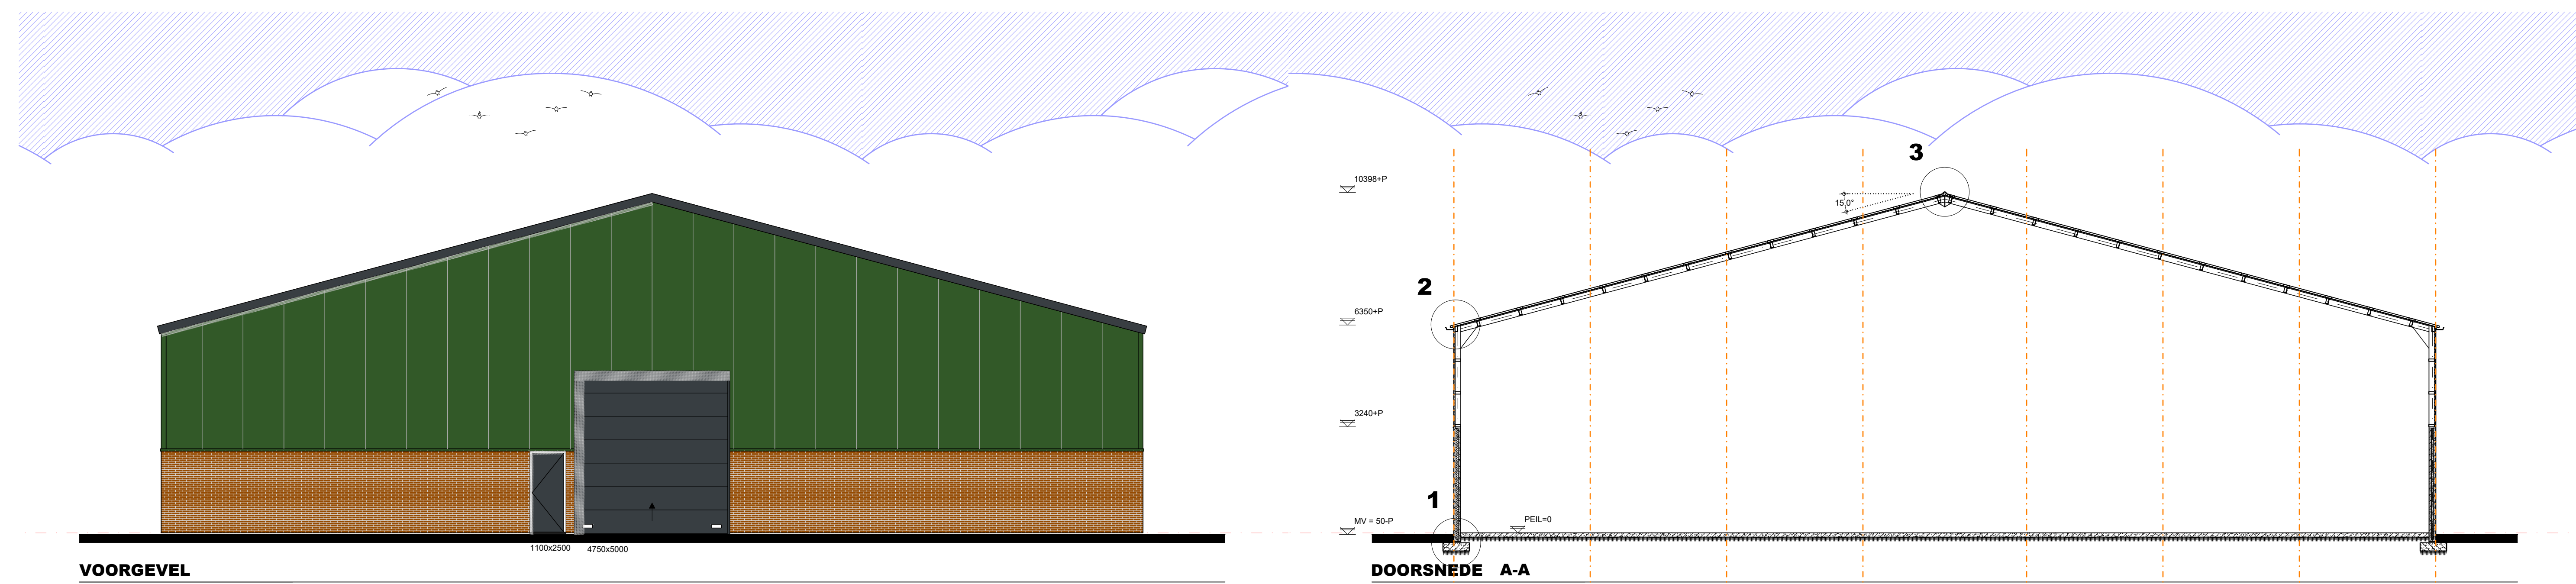 1100x2500
4750x5000
VOORGEVEL
3
10398+P
15.0°
2
6350+P
3240+P
1
MV = 50-P
PEIL=0
DOORSNEDE A-A